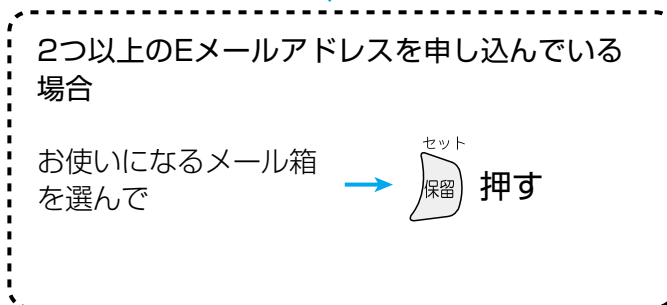 2つ以上のEメールアドレスを申し込んでいる
場合
お使いになるメール箱
を選んで
セット
保留
押す